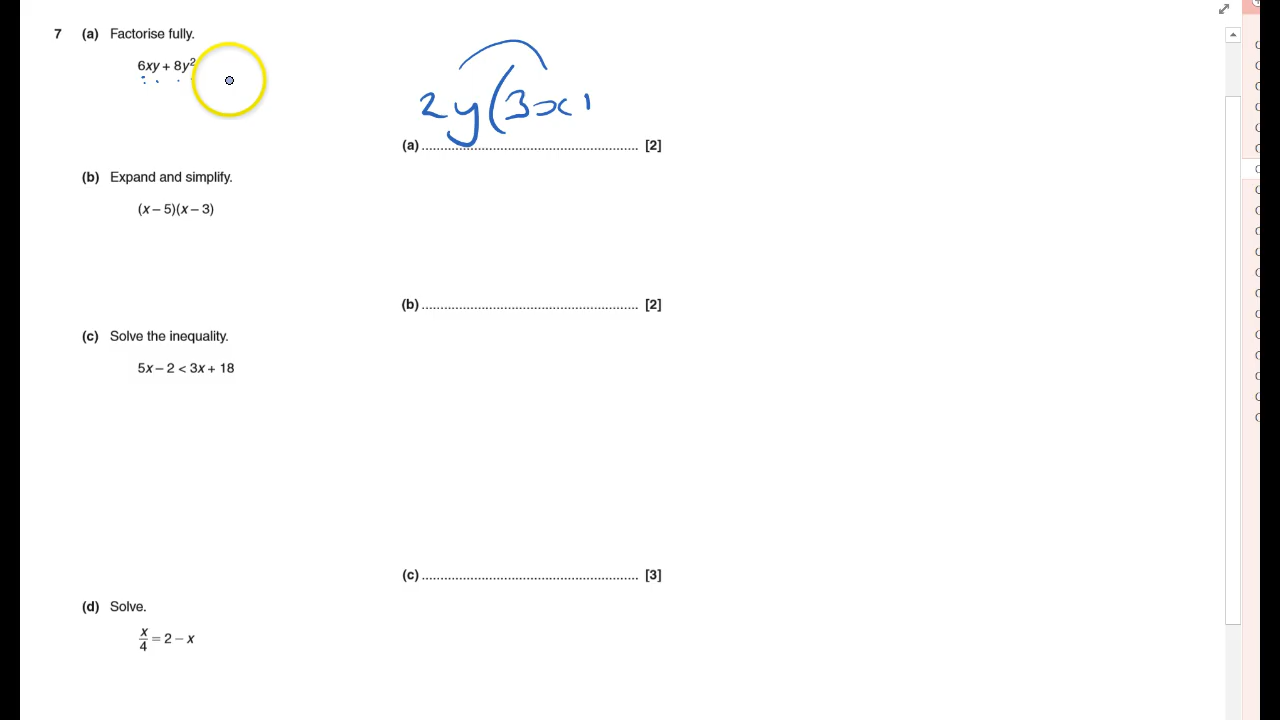 7 (a) Factorise fully.
6xy + 8y²
2y(3x
(a) ........................................................ [2]
(b) Expand and simplify.
(x – 5)(x – 3)
(b) ........................................................ [2]
(c) Solve the inequality.
5x – 2 < 3x + 18
(c) ........................................................ [3]
(d) Solve.
x/4 = 2 – x